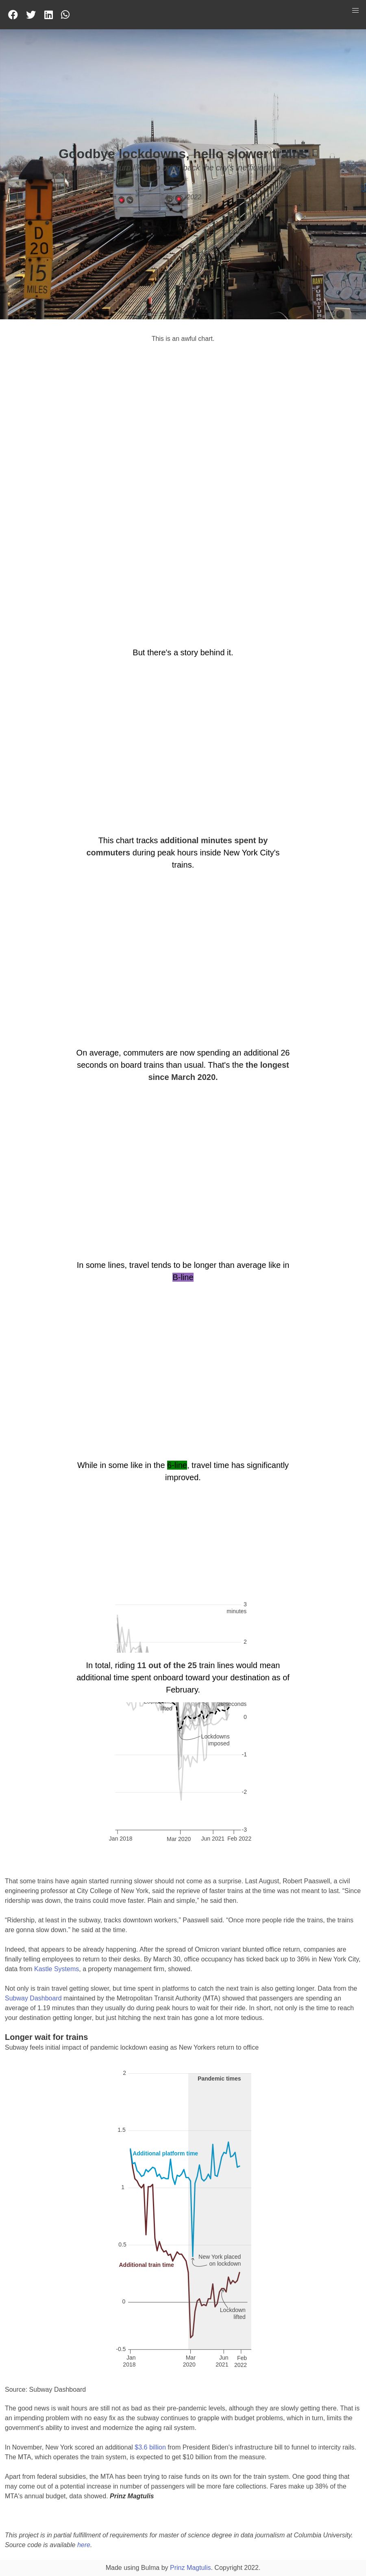 Goodbye lockdowns, hello slower trains
2022
A
D
20
15
MILES
MANY
FURNITURE
This is an awful chart.
But there's a story behind it.
This chart tracks additional minutes spent by
commuters during peak hours inside New York City's
trains.
On average, commuters are now spending an additional 26
seconds on board trains than usual. That's the the longest
since March 2020.
In some lines, travel tends to be longer than average like in
B-line
While in some like in the 6-line, travel time has significantly
improved.
3
minutes
2
In total, riding 11 out of the 25 train lines would mean
additional time spent onboard toward your destination as of
February.
lifted
26 seconds
0
Lockdowns
imposed
-1
-2
-3
Jan 2018
Mar 2020
Jun 2021
Feb 2022
That some trains have again started running slower should not come as a surprise. Last August, Robert Paaswell, a civil
engineering professor at City College of New York, said the reprieve of faster trains at the time was not meant to last. “Since
ridership was down, the trains could move faster. Plain and simple,” he said then.
“Ridership, at least in the subway, tracks downtown workers,” Paaswell said. “Once more people ride the trains, the trains
are gonna slow down.” he said at the time.
Indeed, that appears to be already happening. After the spread of Omicron variant blunted office return, companies are
finally telling employees to return to their desks. By March 30, office occupancy has ticked back up to 36% in New York City,
data from Kastle Systems, a property management firm, showed.
Not only is train travel getting slower, but time spent in platforms to catch the next train is also getting longer. Data from the
Subway Dashboard maintained by the Metropolitan Transit Authority (MTA) showed that passengers are spending an
average of 1.19 minutes than they usually do during peak hours to wait for their ride. In short, not only is the time to reach
your destination getting longer, but just hitching the next train has gone a lot more tedious.
Longer wait for trains
Subway feels initial impact of pandemic lockdown easing as New Yorkers return to office
2
Pandemic times
1.5
Additional platform time
1
0.5
New York placed
on lockdown
Additional train time
0
Lockdown
lifted
-0.5
Jan
2018
Mar
2020
Jun
2021
Feb
2022
Source: Subway Dashboard
The good news is wait hours are still not as bad as their pre-pandemic levels, although they are slowly getting there. That is
an impending problem with no easy fix as the subway continues to grapple with budget problems, which in turn, limits the
government's ability to invest and modernize the aging rail system.
In November, New York scored an additional $3.6 billion from President Biden's infrastructure bill to funnel to intercity rails.
The MTA, which operates the train system, is expected to get $10 billion from the measure.
Apart from federal subsidies, the MTA has been trying to raise funds on its own for the train system. One good thing that
may come out of a potential increase in number of passengers will be more fare collections. Fares make up 38% of the
MTA's annual budget, data showed. Prinz Magtulis
This project is in partial fulfillment of requirements for master of science degree in data journalism at Columbia University.
Source code is available here.
Made using Bulma by Prinz Magtulis. Copyright 2022.